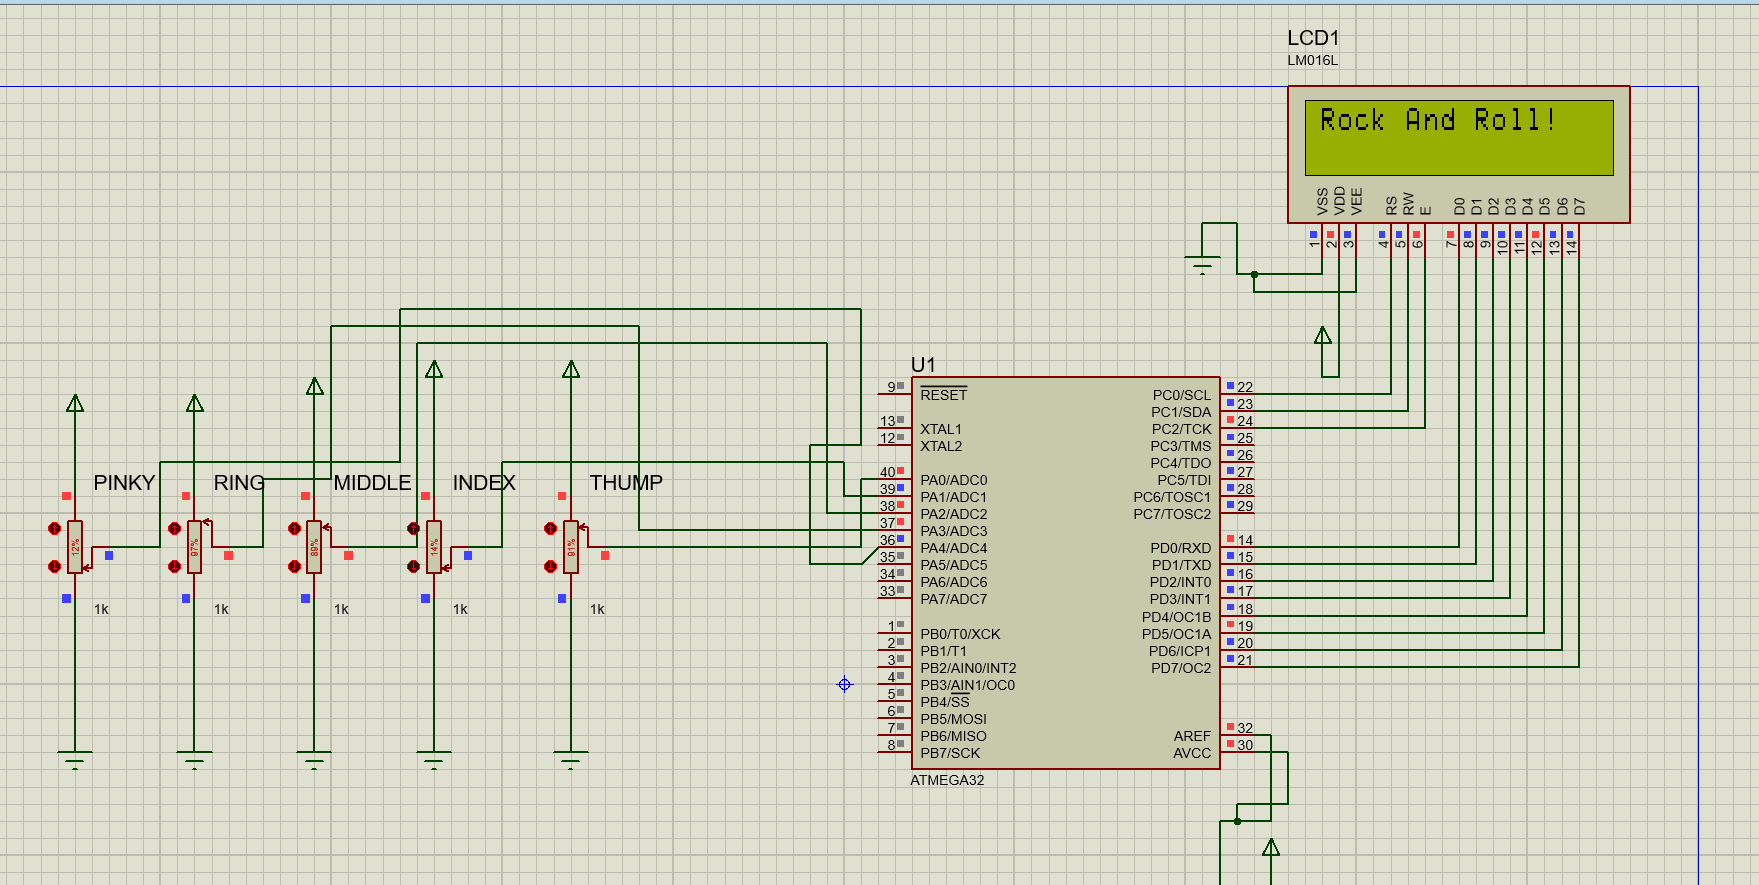 LCD1
LM016L
Rock And Roll!
VSS VDD VEE RS RW E D0 D1 D2 D3 D4 D5 D6 D7
1 2 3 4 5 6 7 8 9 10 11 12 13 14
U1
9 RESET
13 XTAL1
12 XTAL2
40 PA0/ADC0
39 PA1/ADC1
38 PA2/ADC2
37 PA3/ADC3
36 PA4/ADC4
35 PA5/ADC5
34 PA6/ADC6
33 PA7/ADC7
1 PB0/T0/XCK
2 PB1/T1
3 PB2/AIN0/INT2
4 PB3/AIN1/OC0
5 PB4/SS
6 PB5/MOSI
7 PB6/MISO
8 PB7/SCK
PC0/SCL 22
PC1/SDA 23
PC2/TCK 24
PC3/TMS 25
PC4/TDO 26
PC5/TDI 27
PC6/TOSC1 28
PC7/TOSC2 29
PD0/RXD 14
PD1/TXD 15
PD2/INT0 16
PD3/INT1 17
PD4/OC1B 18
PD5/OC1A 19
PD6/ICP1 20
PD7/OC2 21
AREF 32
AVCC 30
ATMEGA32
PINKY RING MIDDLE INDEX THUMP
12% 97% 89% 14% 91%
1k 1k 1k 1k 1k